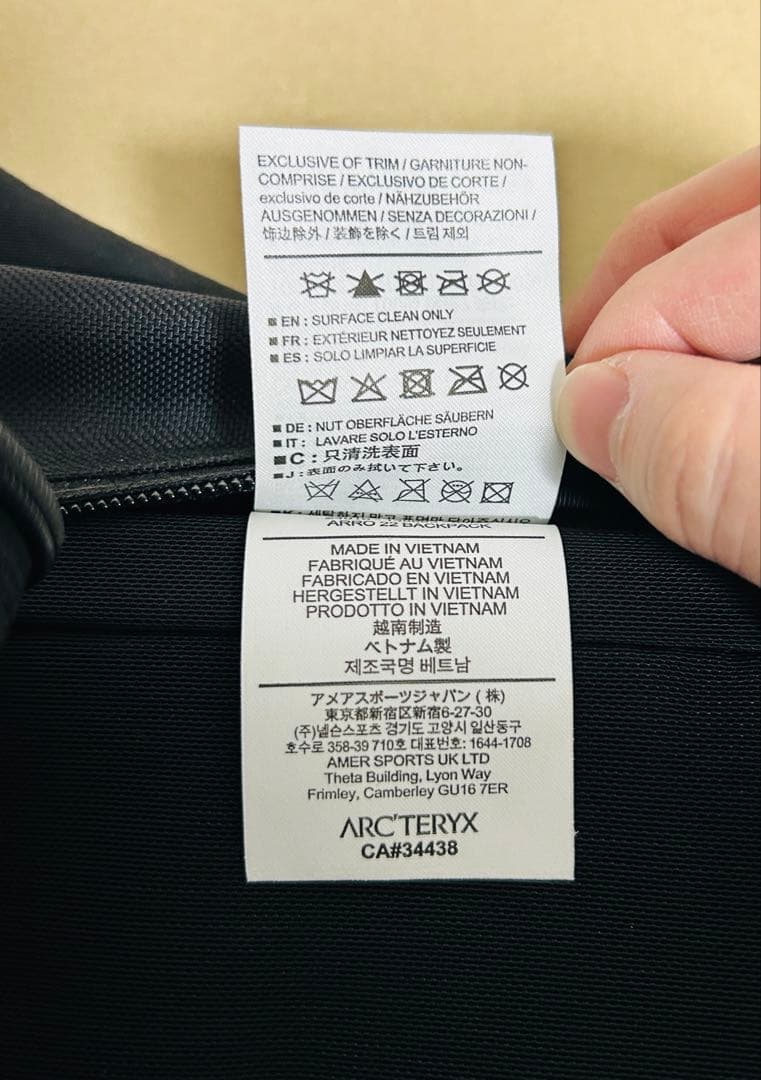 EXCLUSIVE OF TRIM / GARNITURE NON-
COMPRISE / EXCLUSIVO DE CORTE /
exclusivo de corte / NÄHZUBEHÖR
AUSGENOMMEN / SENZA DECORAZIONI /
饰边除外 / 装飾を除く / 트림 제외
EN : SURFACE CLEAN ONLY
FR : EXTÉRIEUR NETTOYEZ SEULEMENT
ES : SOLO LIMPIAR LA SUPERFICIE
DE : NUT OBERFLÄCHE SÄUBERN
IT : LAVARE SOLO L'ESTERNO
C : 只清洗表面
J : 表面のみ拭いて下さい。
ARRO 22 BACKPACK
MADE IN VIETNAM
FABRIQUÉ AU VIETNAM
FABRICADO EN VIETNAM
HERGESTELLT IN VIETNAM
PRODOTTO IN VIETNAM
越南制造
ベトナム製
제조국명 베트남
アメアスポーツジャパン (株)
東京都新宿区新宿6-27-30
(주)넬슨스포츠 경기도 고양시 일산동구
호수로 358-39 710호 대표번호: 1644-1708
AMER SPORTS UK LTD
Theta Building, Lyon Way
Frimley, Camberley GU16 7ER
ARC'TERYX
CA#34438